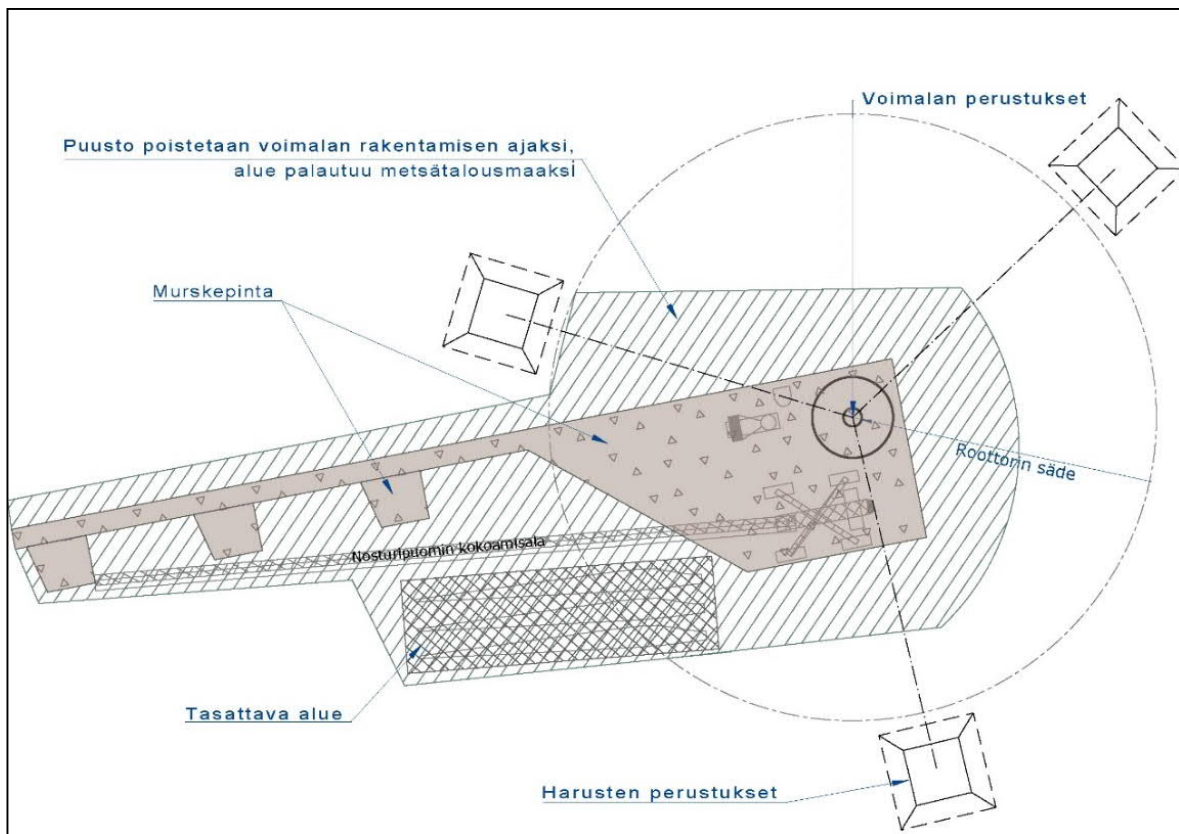 Voimalan perustukset
Puusto poistetaan voimalan rakentamisen ajaksi,
alue palautuu metsätalousmaaksi
Murskepinta
Roottorin säde
Nosturipuomin kokoamisala
Tasattava alue
Harusten perustukset